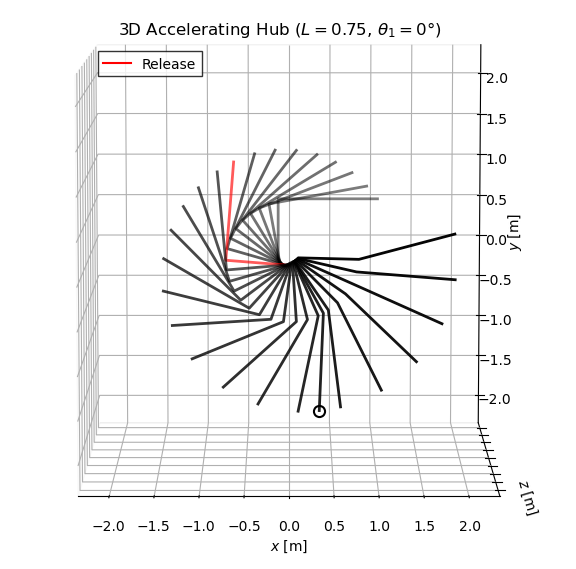 3D Accelerating Hub (L = 0.75, θ₁ = 0°)
Release
2.0
1.5
1.0
0.5
0.0
−0.5
−1.0
−1.5
−2.0
y [m]
z [m]
−2.0 −1.5 −1.0 −0.5 0.0 0.5 1.0 1.5 2.0
x [m]